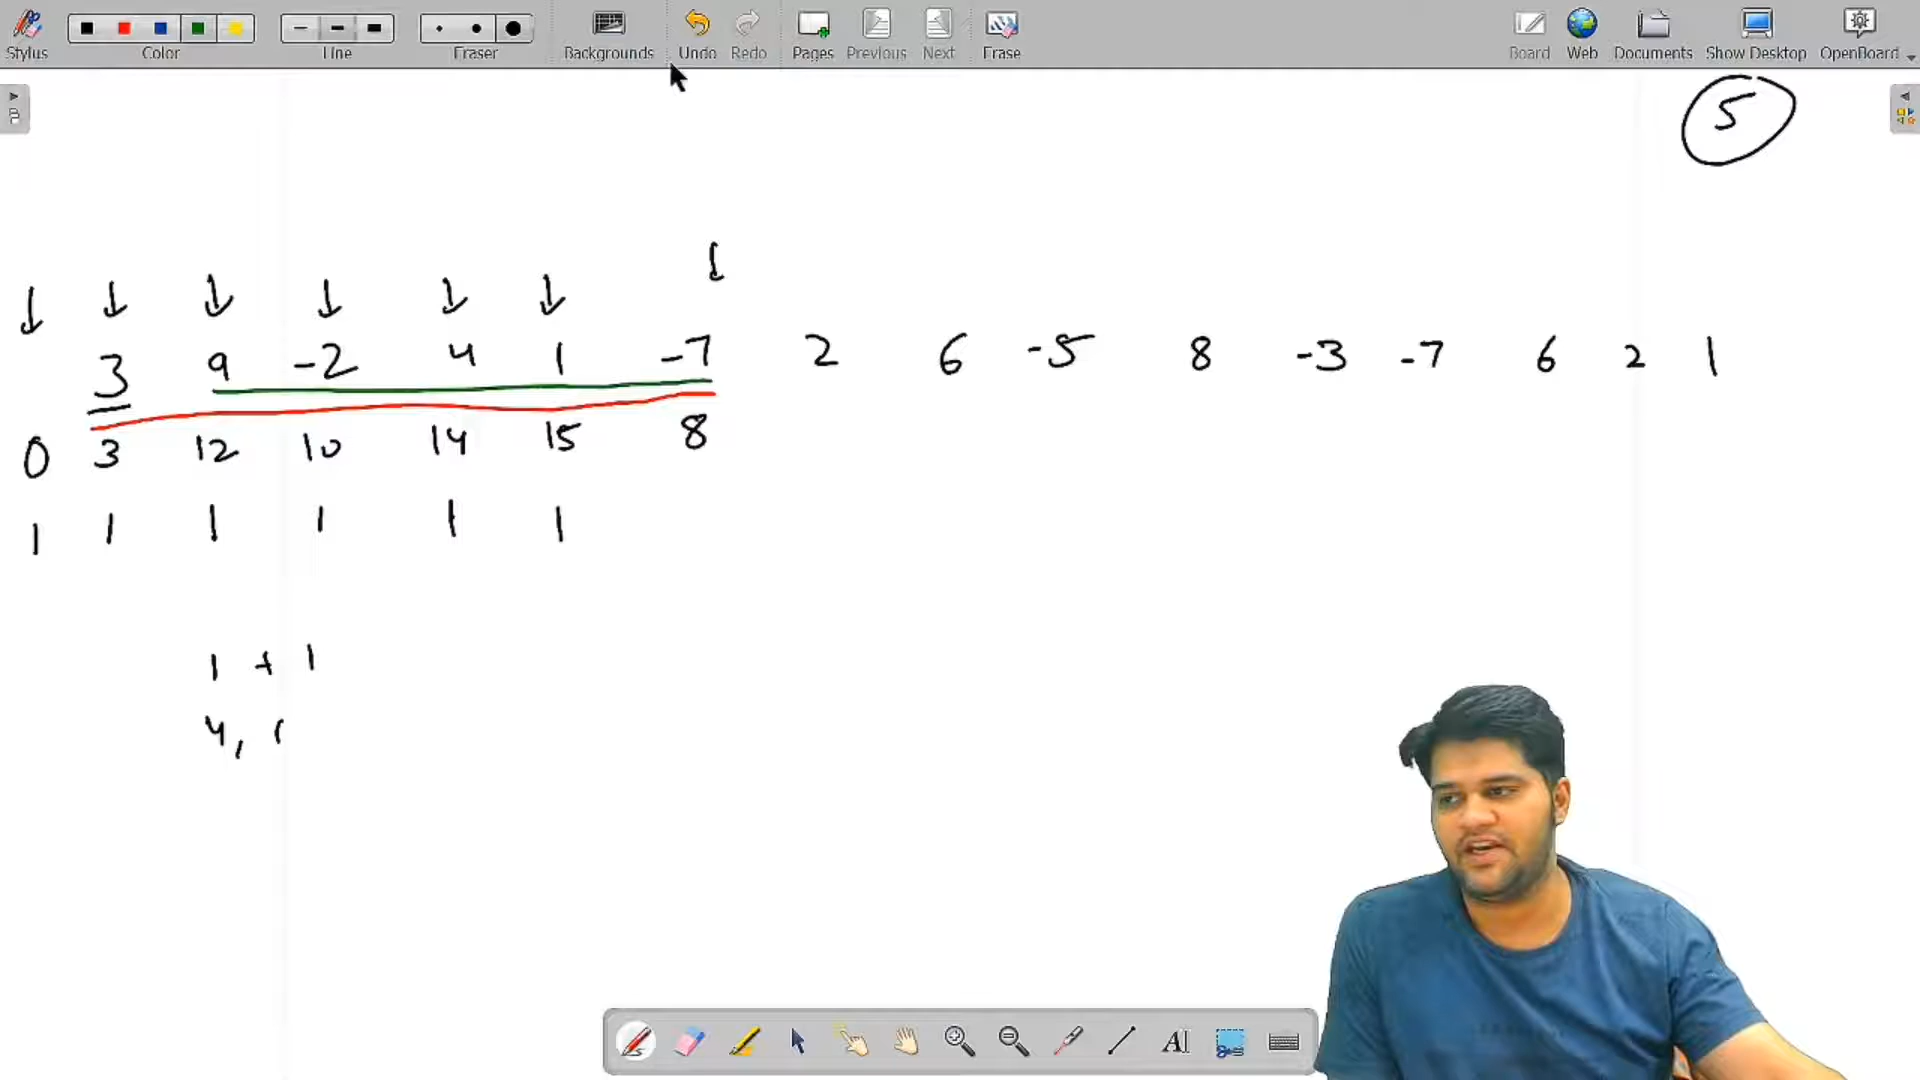 Stylus Color Line Eraser Backgrounds Undo Redo Pages Previous Next Erase Board Web Documents Show Desktop OpenBoard
5
3 9 -2 4 1 -7 2 6 -5 8 -3 -7 6 2 1
0 3 12 10 14 15 8
1 1 1 1 1 1
1 + 1
4,